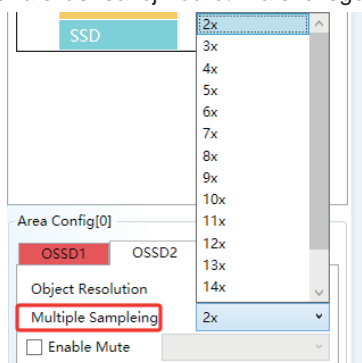 SSD
2x
3x
4x
5x
6x
7x
8x
9x
10x
11x
12x
13x
14x
Area Config[0]
OSSD1 OSSD2
Object Resolution
Multiple Sampleing 2x
Enable Mute